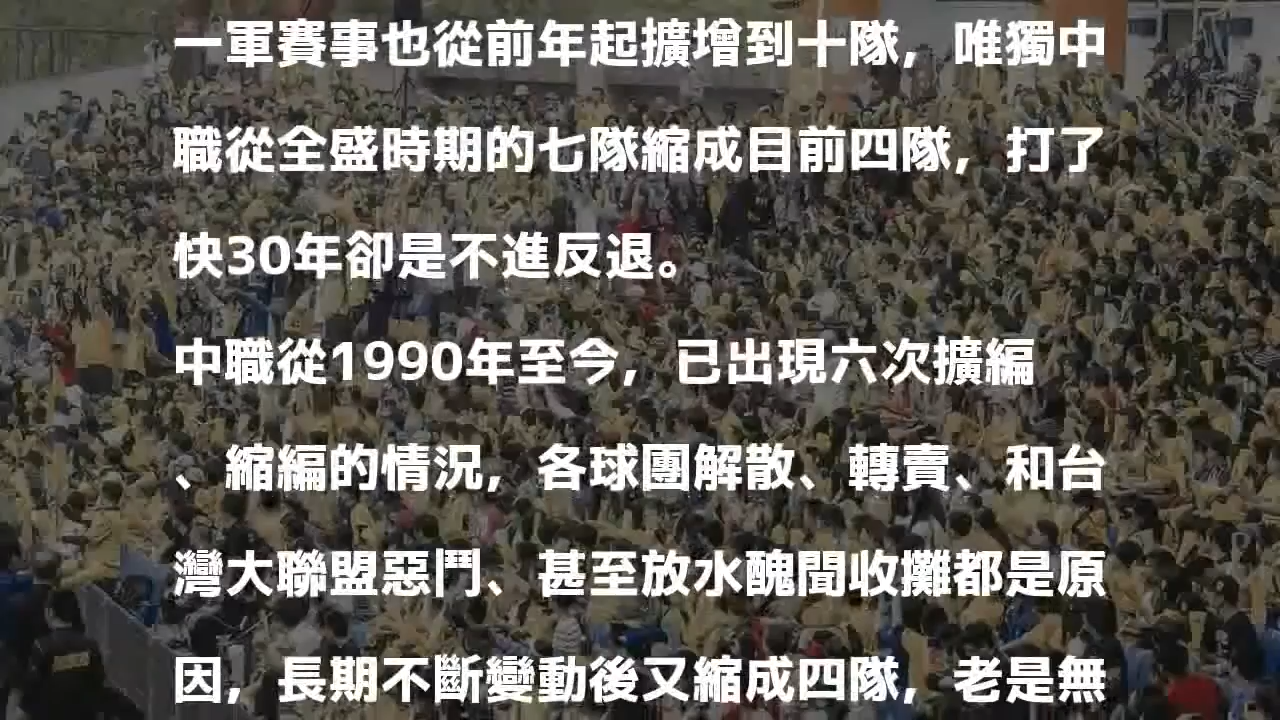 一軍賽事也從前年起擴增到十隊，唯獨中
職從全盛時期的七隊縮成目前四隊，打了
快30年卻是不進反退。
中職從1990年至今，已出現六次擴編
、縮編的情況，各球團解散、轉賣、和台
灣大聯盟惡鬥、甚至放水醜聞收攤都是原
因，長期不斷變動後又縮成四隊，老是無